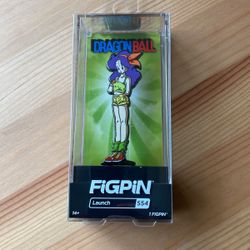 DRAGON BALL
FiGPiN
Launch
554
14+
1 FIGPIN